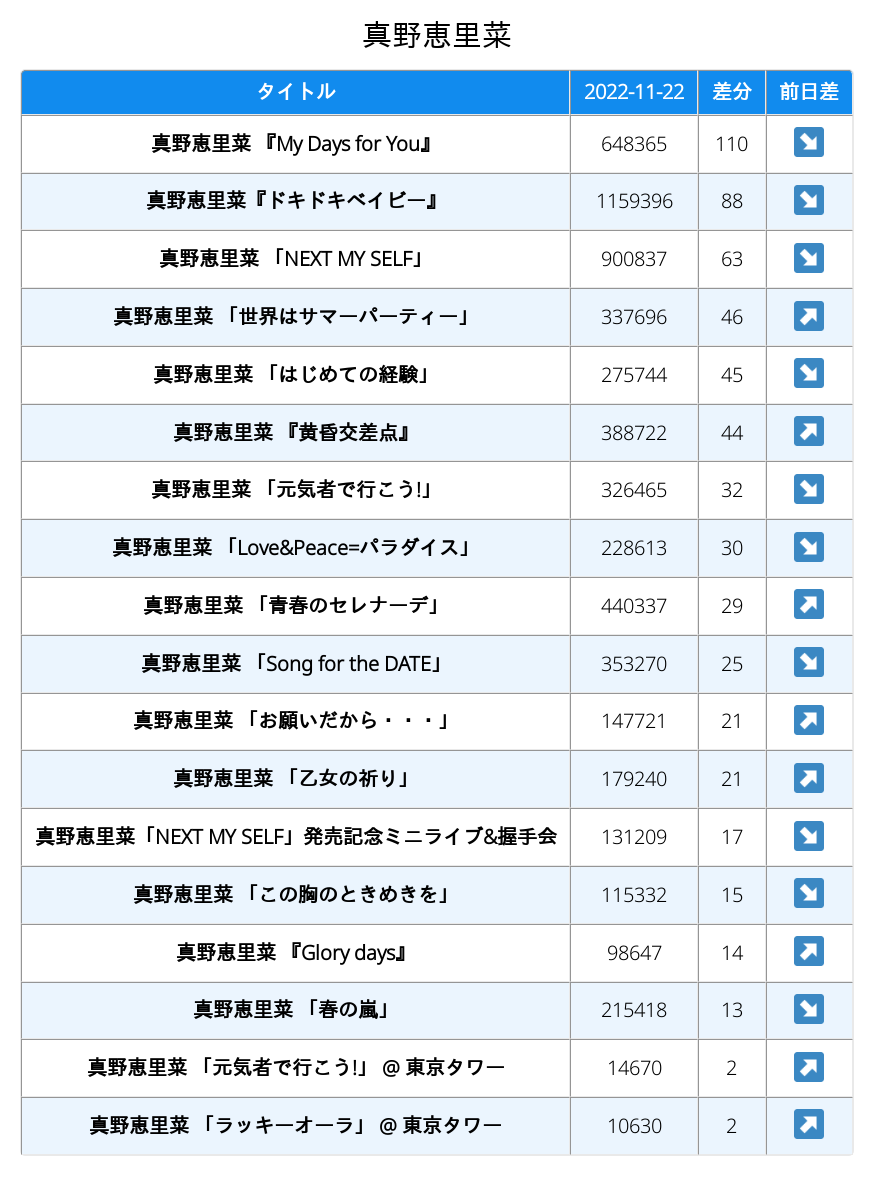 真野恵里菜
タイトル 2022-11-22 差分 前日差
真野恵里菜 『My Days for You』 648365 110 ↘
真野恵里菜『ドキドキベイビー』 1159396 88 ↘
真野恵里菜 「NEXT MY SELF」 900837 63 ↘
真野恵里菜 「世界はサマーパーティー」 337696 46 ↗
真野恵里菜 「はじめての経験」 275744 45 ↘
真野恵里菜 『黄昏交差点』 388722 44 ↗
真野恵里菜 「元気者で行こう!」 326465 32 ↘
真野恵里菜 「Love&Peace=パラダイス」 228613 30 ↘
真野恵里菜 「青春のセレナーデ」 440337 29 ↗
真野恵里菜 「Song for the DATE」 353270 25 ↘
真野恵里菜 「お願いだから・・・」 147721 21 ↗
真野恵里菜 「乙女の祈り」 179240 21 ↗
真野恵里菜「NEXT MY SELF」発売記念ミニライブ&握手会 131209 17 ↘
真野恵里菜 「この胸のときめきを」 115332 15 ↘
真野恵里菜 『Glory days』 98647 14 ↗
真野恵里菜 「春の嵐」 215418 13 ↘
真野恵里菜 「元気者で行こう!」 @ 東京タワー 14670 2 ↗
真野恵里菜 「ラッキーオーラ」 @ 東京タワー 10630 2 ↗